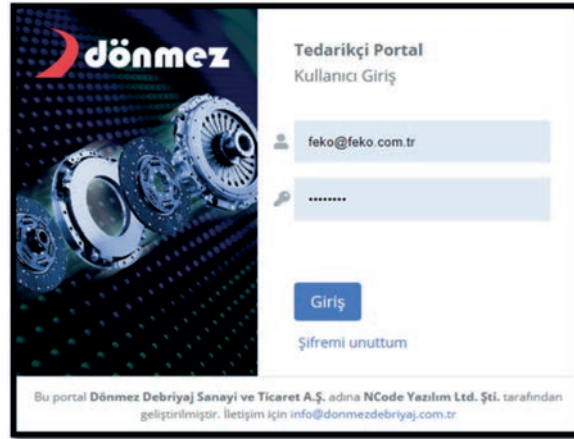 dönmez
Tedarikçi Portal
Kullanıcı Giriş
feko@feko.com.tr
••••••••
Giriş
Şifremi unuttum
Bu portal Dönmez Debriyaj Sanayi ve Ticaret A.Ş. adına NCode Yazılım Ltd. Şti. tarafından
geliştirilmiştir. İletişim için info@donmezdebriyaj.com.tr